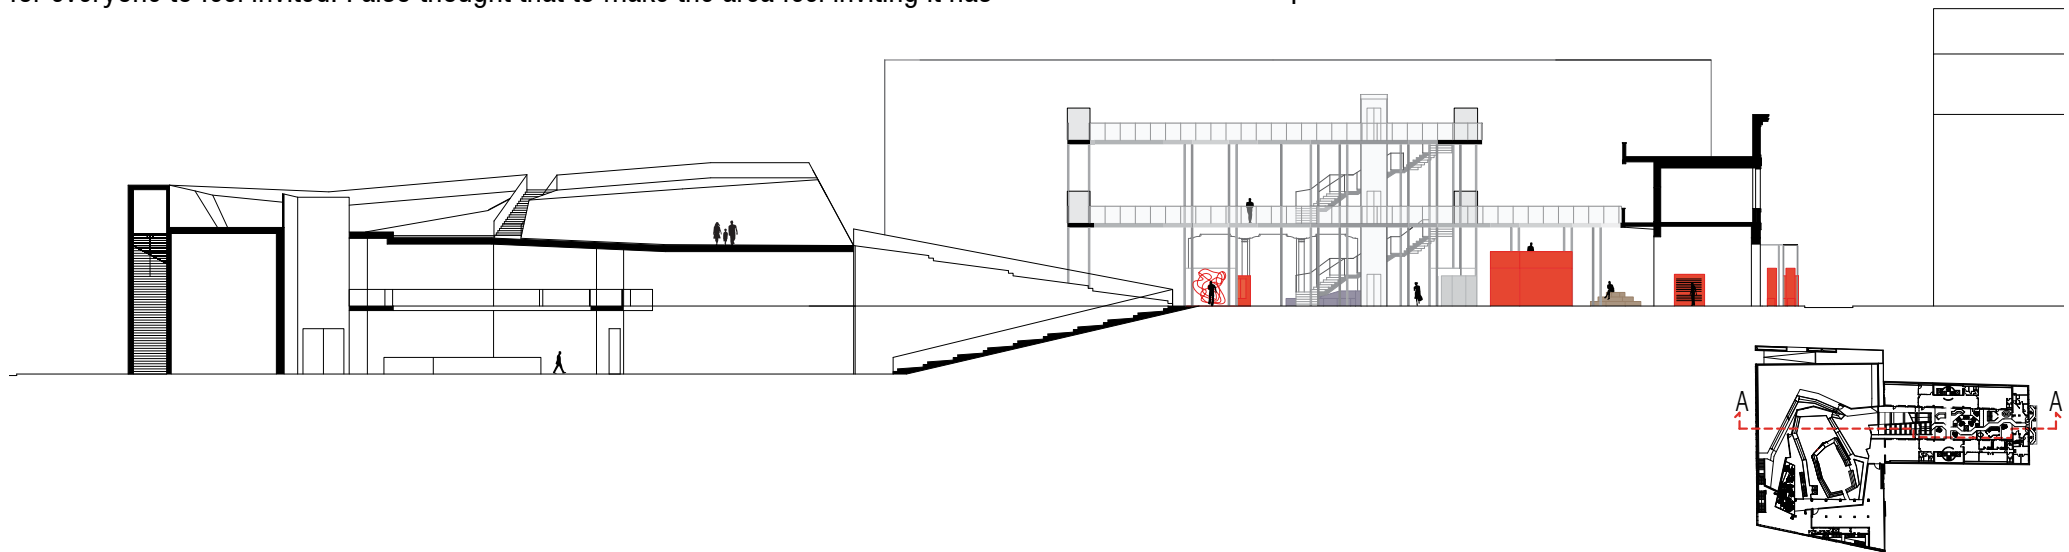 for everyone to feel invited. I also thought that to make the area feel inviting it has
A A